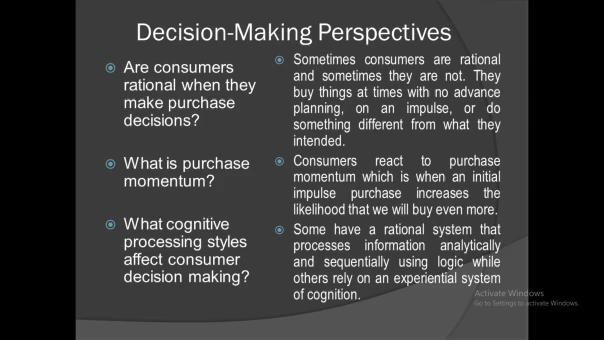 Decision-Making Perspectives
Are consumers
rational when they
make purchase
decisions?
What is purchase
momentum?
What cognitive
processing styles
affect consumer
decision making?
Sometimes consumers are rational
and sometimes they are not. They
buy things at times with no advance
planning, on an impulse, or do
something different from what they
intended.
Consumers react to purchase
momentum which is when an initial
impulse purchase increases the
likelihood that we will buy even more.
Some have a rational system that
processes information analytically
and sequentially using logic while
others rely on an experiential system
of cognition.
Activate Windows
Go to Settings to activate Windows.